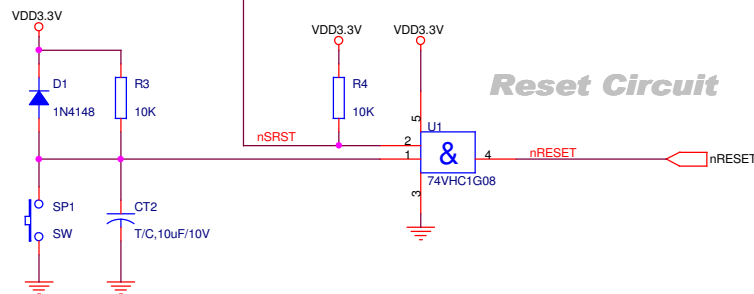 VDD3.3V
VDD3.3V VDD3.3V
D1
1N4148
R3
10K
R4
10K
Reset Circuit
5
U1
nSRST
2
1
&
4
nRESET
nRESET
74VHC1G08
3
SP1
SW
CT2
T/C,10uF/10V